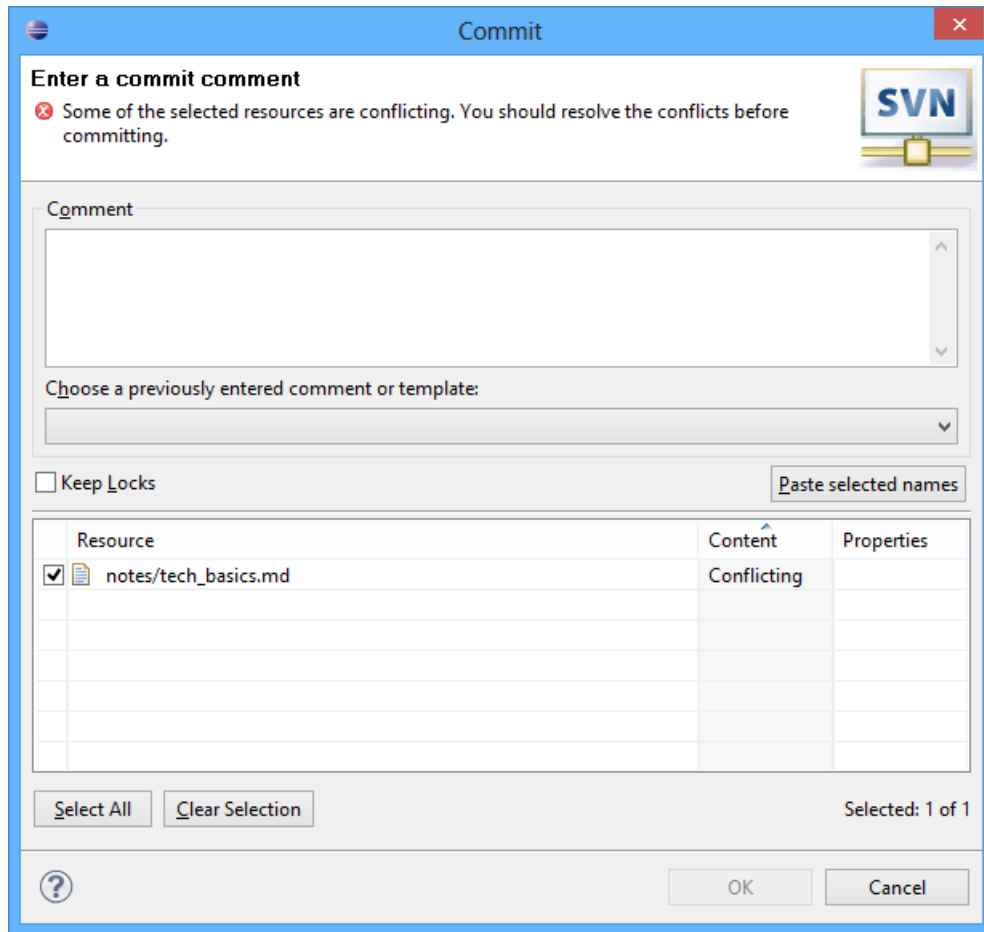 Commit
Enter a commit comment
Some of the selected resources are conflicting. You should resolve the conflicts before
committing.
SVN
Comment
Choose a previously entered comment or template:
Keep Locks
Paste selected names
Resource Content Properties
notes/tech_basics.md Conflicting
Select All Clear Selection Selected: 1 of 1
? OK Cancel